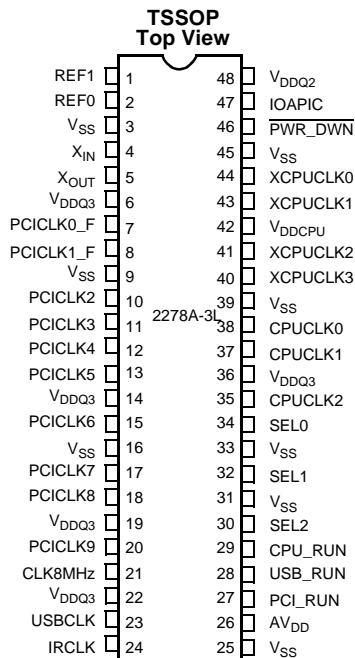 TSSOP
Top View
REF1 1 48 VDDQ2
REF0 2 47 IOAPIC
VSS 3 46 PWR_DWN
XIN 4 45 VSS
XOUT 5 44 XCPUCLK0
VDDQ3 6 43 XCPUCLK1
PCICLK0_F 7 42 VDDCPU
PCICLK1_F 8 41 XCPUCLK2
VSS 9 40 XCPUCLK3
PCICLK2 10 39 VSS
2278A-3L
PCICLK3 11 38 CPUCLK0
PCICLK4 12 37 CPUCLK1
PCICLK5 13 36 VDDQ3
VDDQ3 14 35 CPUCLK2
PCICLK6 15 34 SEL0
VSS 16 33 VSS
PCICLK7 17 32 SEL1
PCICLK8 18 31 VSS
VDDQ3 19 30 SEL2
PCICLK9 20 29 CPU_RUN
CLK8MHz 21 28 USB_RUN
VDDQ3 22 27 PCI_RUN
USBCLK 23 26 AVDD
IRCLK 24 25 VSS